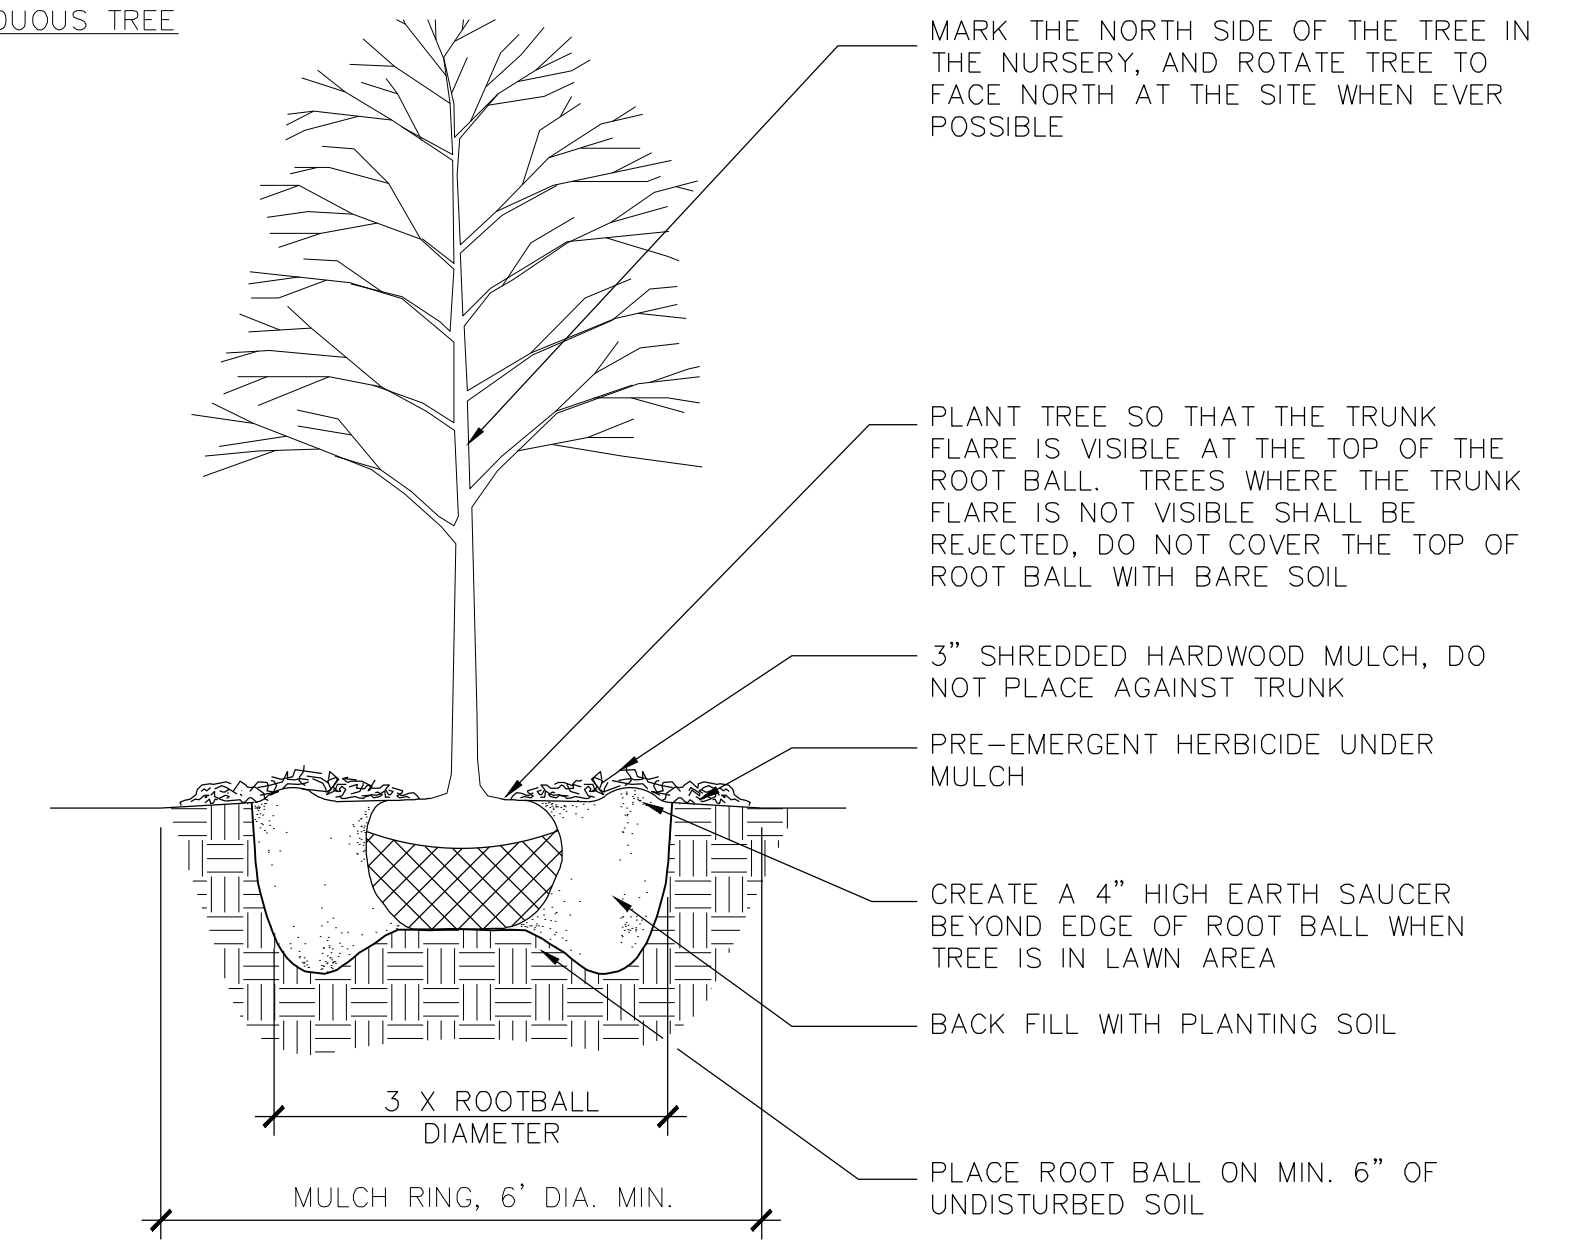 TREE
MARK THE NORTH SIDE OF THE TREE IN
THE NURSERY, AND ROTATE TREE TO
FACE NORTH AT THE SITE WHEN EVER
POSSIBLE
PLANT TREE SO THAT THE TRUNK
FLARE IS VISIBLE AT THE TOP OF THE
ROOT BALL. TREES WHERE THE TRUNK
FLARE IS NOT VISIBLE SHALL BE
REJECTED, DO NOT COVER THE TOP OF
ROOT BALL WITH BARE SOIL
3" SHREDDED HARDWOOD MULCH, DO
NOT PLACE AGAINST TRUNK
PRE-EMERGENT HERBICIDE UNDER
MULCH
CREATE A 4" HIGH EARTH SAUCER
BEYOND EDGE OF ROOT BALL WHEN
TREE IS IN LAWN AREA
BACK FILL WITH PLANTING SOIL
3 X ROOTBALL
DIAMETER
PLACE ROOT BALL ON MIN. 6" OF
UNDISTURBED SOIL
MULCH RING, 6' DIA. MIN.